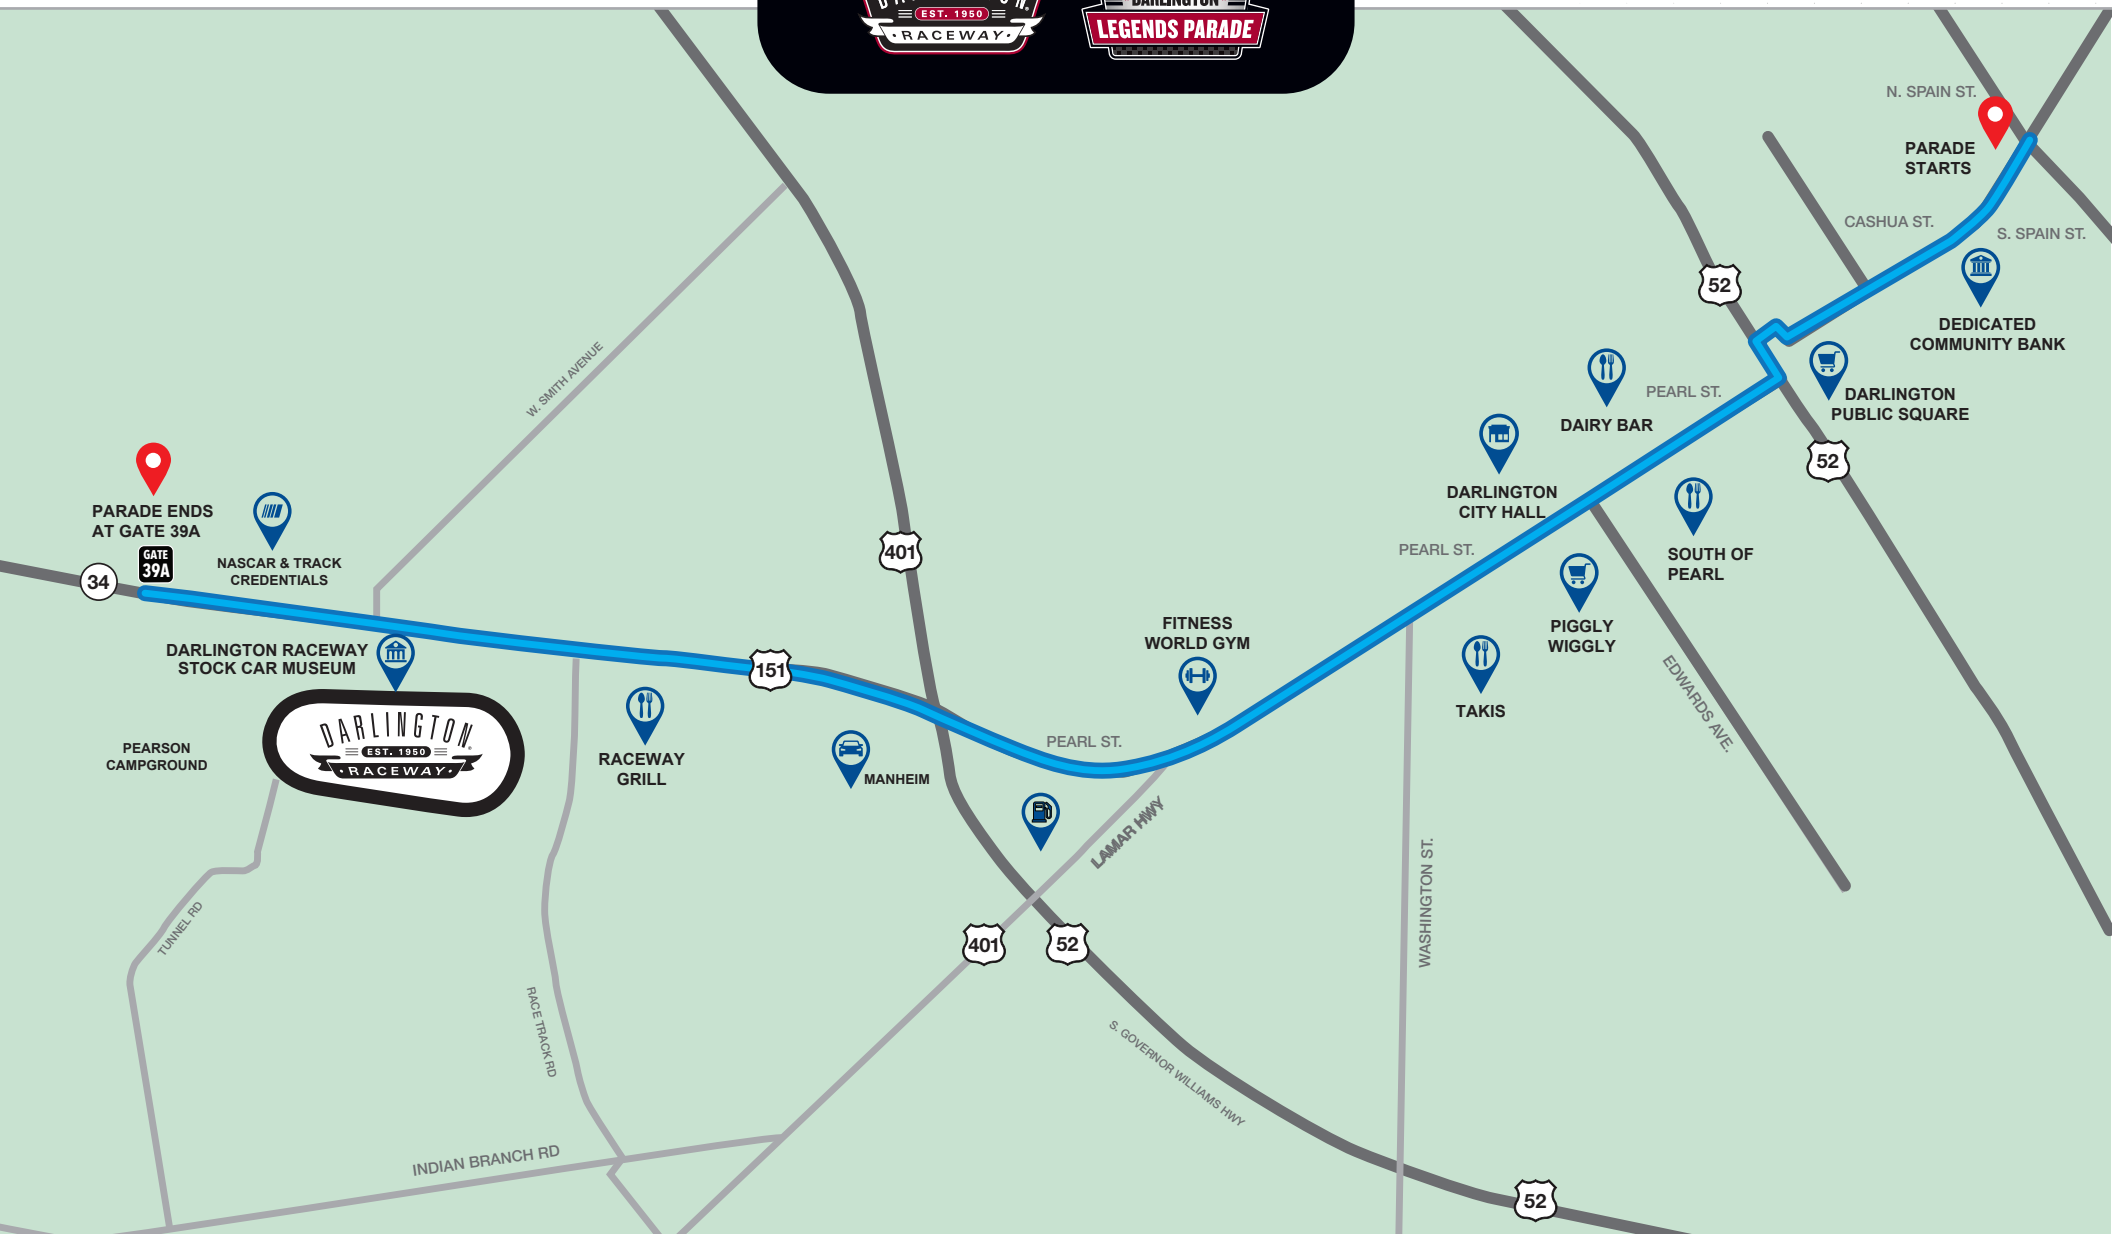 EST. 1950
· RACEWAY ·
DARLINGTON
LEGENDS PARADE
N. SPAIN ST.
PARADE
STARTS
CASHUA ST.
S. SPAIN ST.
52
DEDICATED
COMMUNITY BANK
DARLINGTON
PUBLIC SQUARE
PEARL ST.
DAIRY BAR
52
DARLINGTON
CITY HALL
SOUTH OF
PEARL
PEARL ST.
PIGGLY
WIGGLY
EDWARDS AVE.
TAKIS
FITNESS
WORLD GYM
W. SMITH AVENUE
401
PARADE ENDS
AT GATE 39A
GATE
39A
34
NASCAR & TRACK
CREDENTIALS
DARLINGTON RACEWAY
STOCK CAR MUSEUM
151
DARLINGTON
EST. 1950
· RACEWAY ·
PEARSON
CAMPGROUND
RACEWAY
GRILL
MANHEIM
PEARL ST.
LAMAR HWY
WASHINGTON ST.
401
52
TUNNEL RD
RACE TRACK RD
S. GOVERNOR WILLIAMS HWY
INDIAN BRANCH RD
52